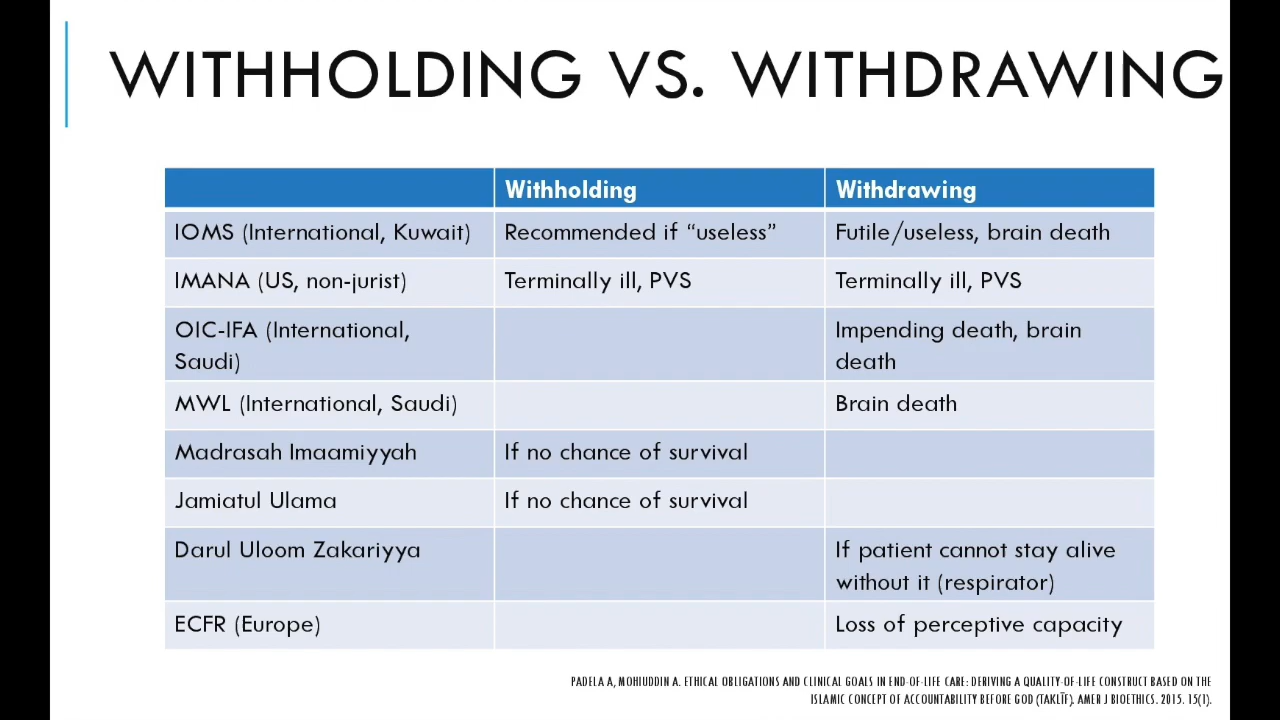 WITHHOLDING VS. WITHDRAWING
Withholding
Withdrawing
IOMS (International, Kuwait)
Recommended if “useless”
Futile/useless, brain death
IMANA (US, non-jurist)
Terminally ill, PVS
Terminally ill, PVS
OIC-IFA (International,
Saudi)
Impending death, brain
death
MWL (International, Saudi)
Brain death
Madrasah Imaamiyyah
If no chance of survival
Jamiatul Ulama
If no chance of survival
Darul Uloom Zakariyya
If patient cannot stay alive
without it (respirator)
ECFR (Europe)
Loss of perceptive capacity
PADELA A, MOHIUDDIN A. ETHICAL OBLIGATIONS AND CLINICAL GOALS IN END-OF-LIFE CARE: DERIVING A QUALITY-OF-LIFE CONSTRUCT BASED ON THE
ISLAMIC CONCEPT OF ACCOUNTABILITY BEFORE GOD (TAKLĪF). AMER J BIOETHICS. 2015. 15(1).